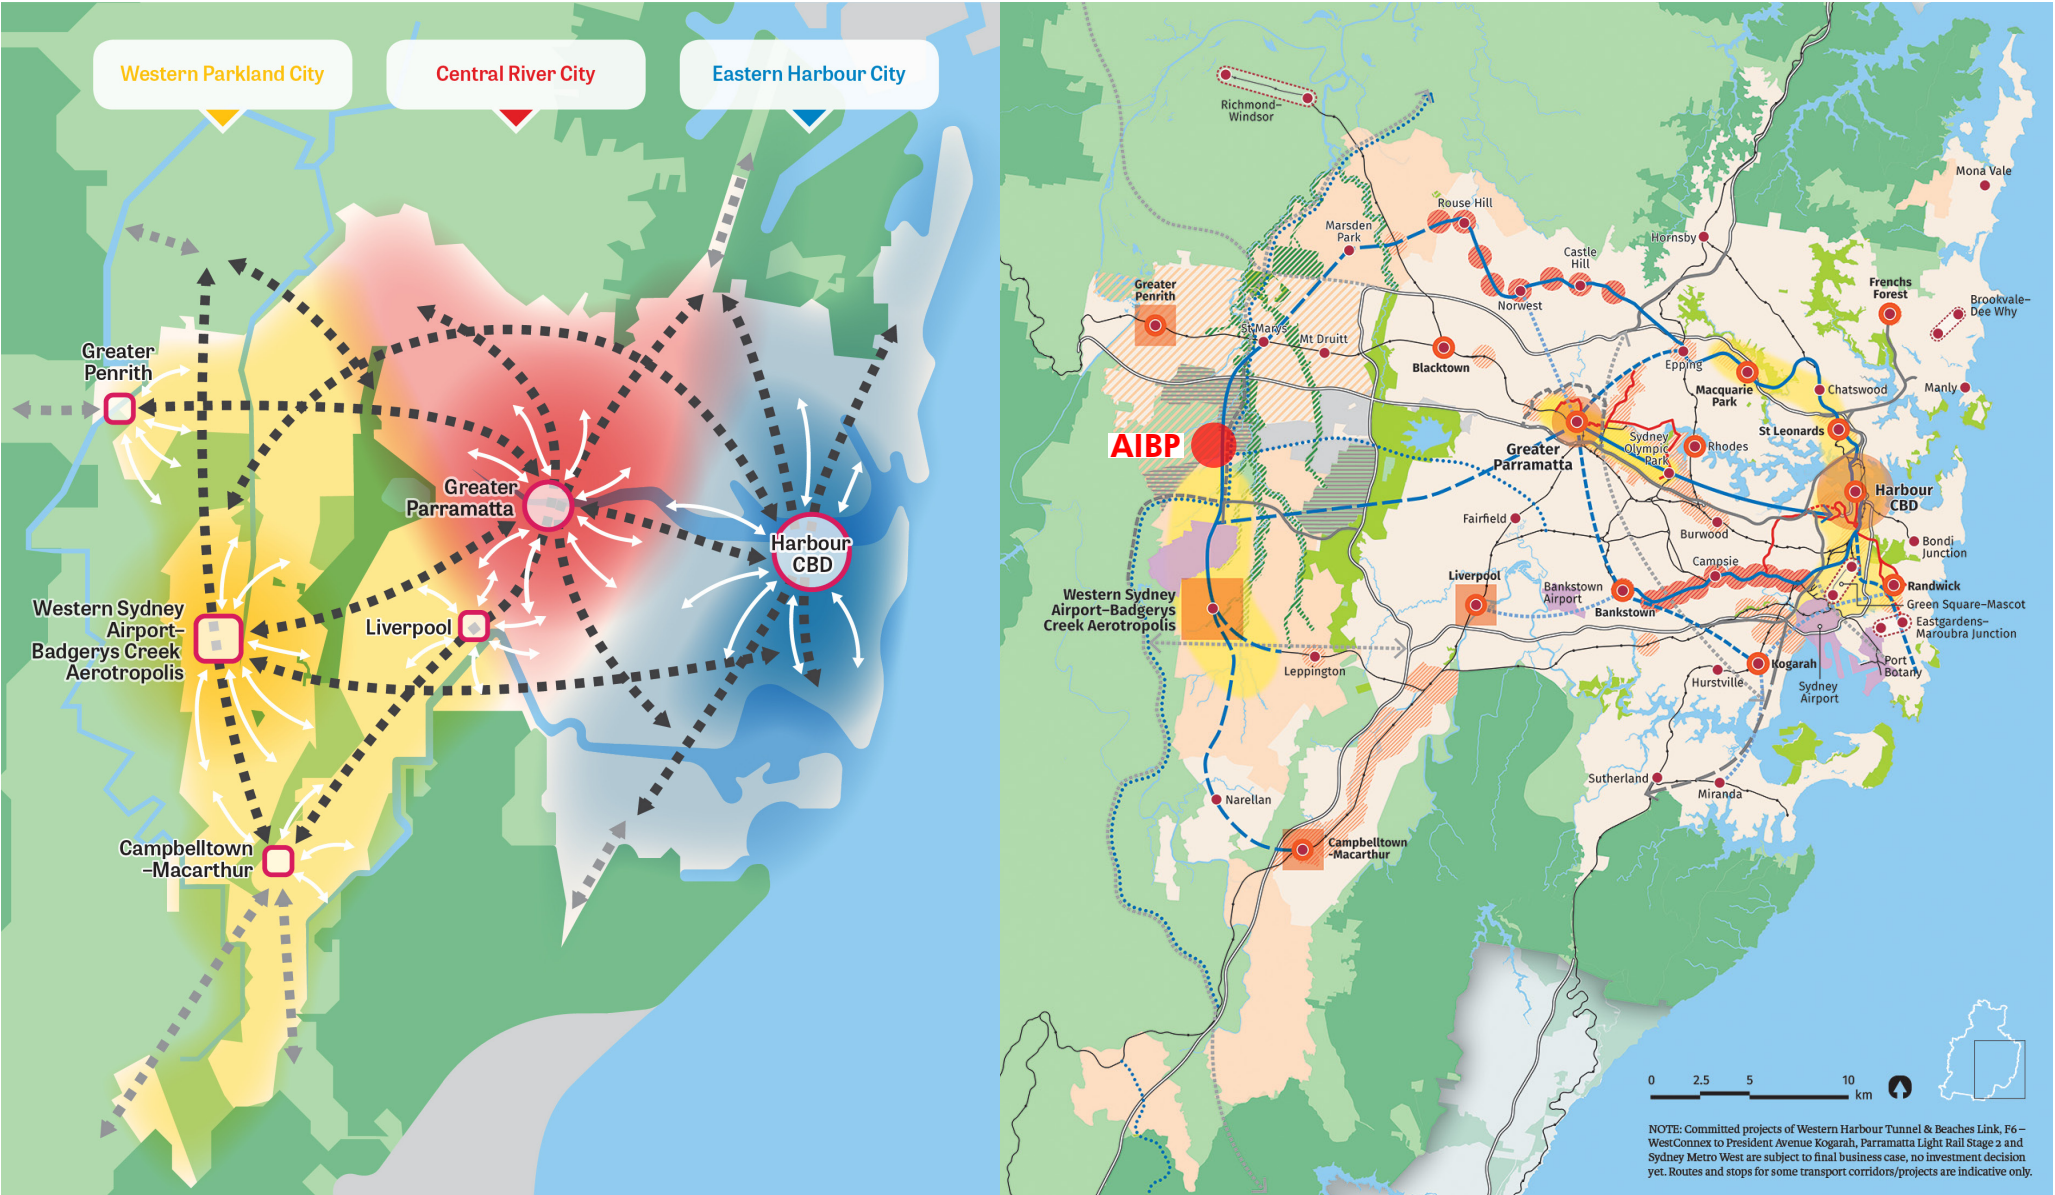 Western Parkland City
Central River City
Eastern Harbour City
Greater
Penrith
Greater
Parramatta
Harbour
CBD
Western Sydney
Airport–
Badgerys Creek
Aerotropolis
Liverpool
Campbelltown
–Macarthur
Richmond–
Windsor
Mona Vale
Rouse Hill
Marsden
Park
Hornsby
Castle
Hill
Greater
Penrith
Frenchs
Forest
Norwest
Brookvale–
Dee Why
St Marys
Mt Druitt
Blacktown
Epping
Macquarie
Park
Chatswood
Manly
AIBP
St Leonards
Greater
Parramatta
Sydney
Olympic
Park
Rhodes
Harbour
CBD
Fairfield
Burwood
Bondi
Junction
Western Sydney
Airport–Badgerys
Creek Aerotropolis
Liverpool
Bankstown
Airport
Campsie
Bankstown
Randwick
Green Square–Mascot
Eastgardens–
Maroubra Junction
Leppington
Kogarah
Hurstville
Port
Botany
Sydney
Airport
Sutherland
Miranda
Narellan
Campbelltown
-Macarthur
0 2.5 5 10
km
NOTE: Committed projects of Western Harbour Tunnel & Beaches Link, F6 –
WestConnex to President Avenue Kogarah, Parramatta Light Rail Stage 2 and
Sydney Metro West are subject to final business case, no investment decision
yet. Routes and stops for some transport corridors/projects are indicative only.